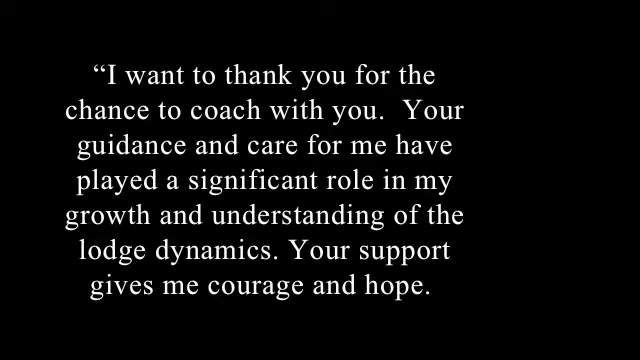 “I want to thank you for the
chance to coach with you.  Your
guidance and care for me have
played a significant role in my
growth and understanding of the
lodge dynamics. Your support
gives me courage and hope.